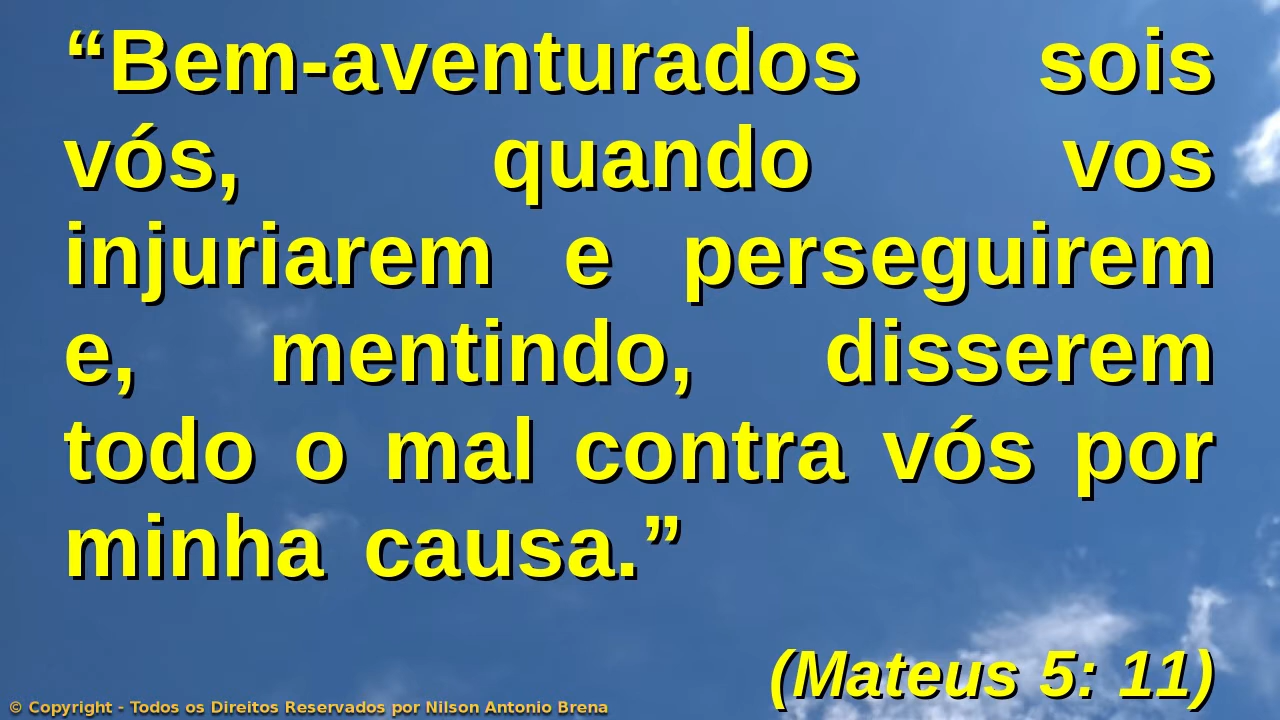 “Bem-aventurados sois
vós, quando vos
injuriarem e perseguirem
e, mentindo, disserem
todo o mal contra vós por
minha causa.”
(Mateus 5: 11)
© Copyright - Todos os Direitos Reservados por Nilson Antonio Brena